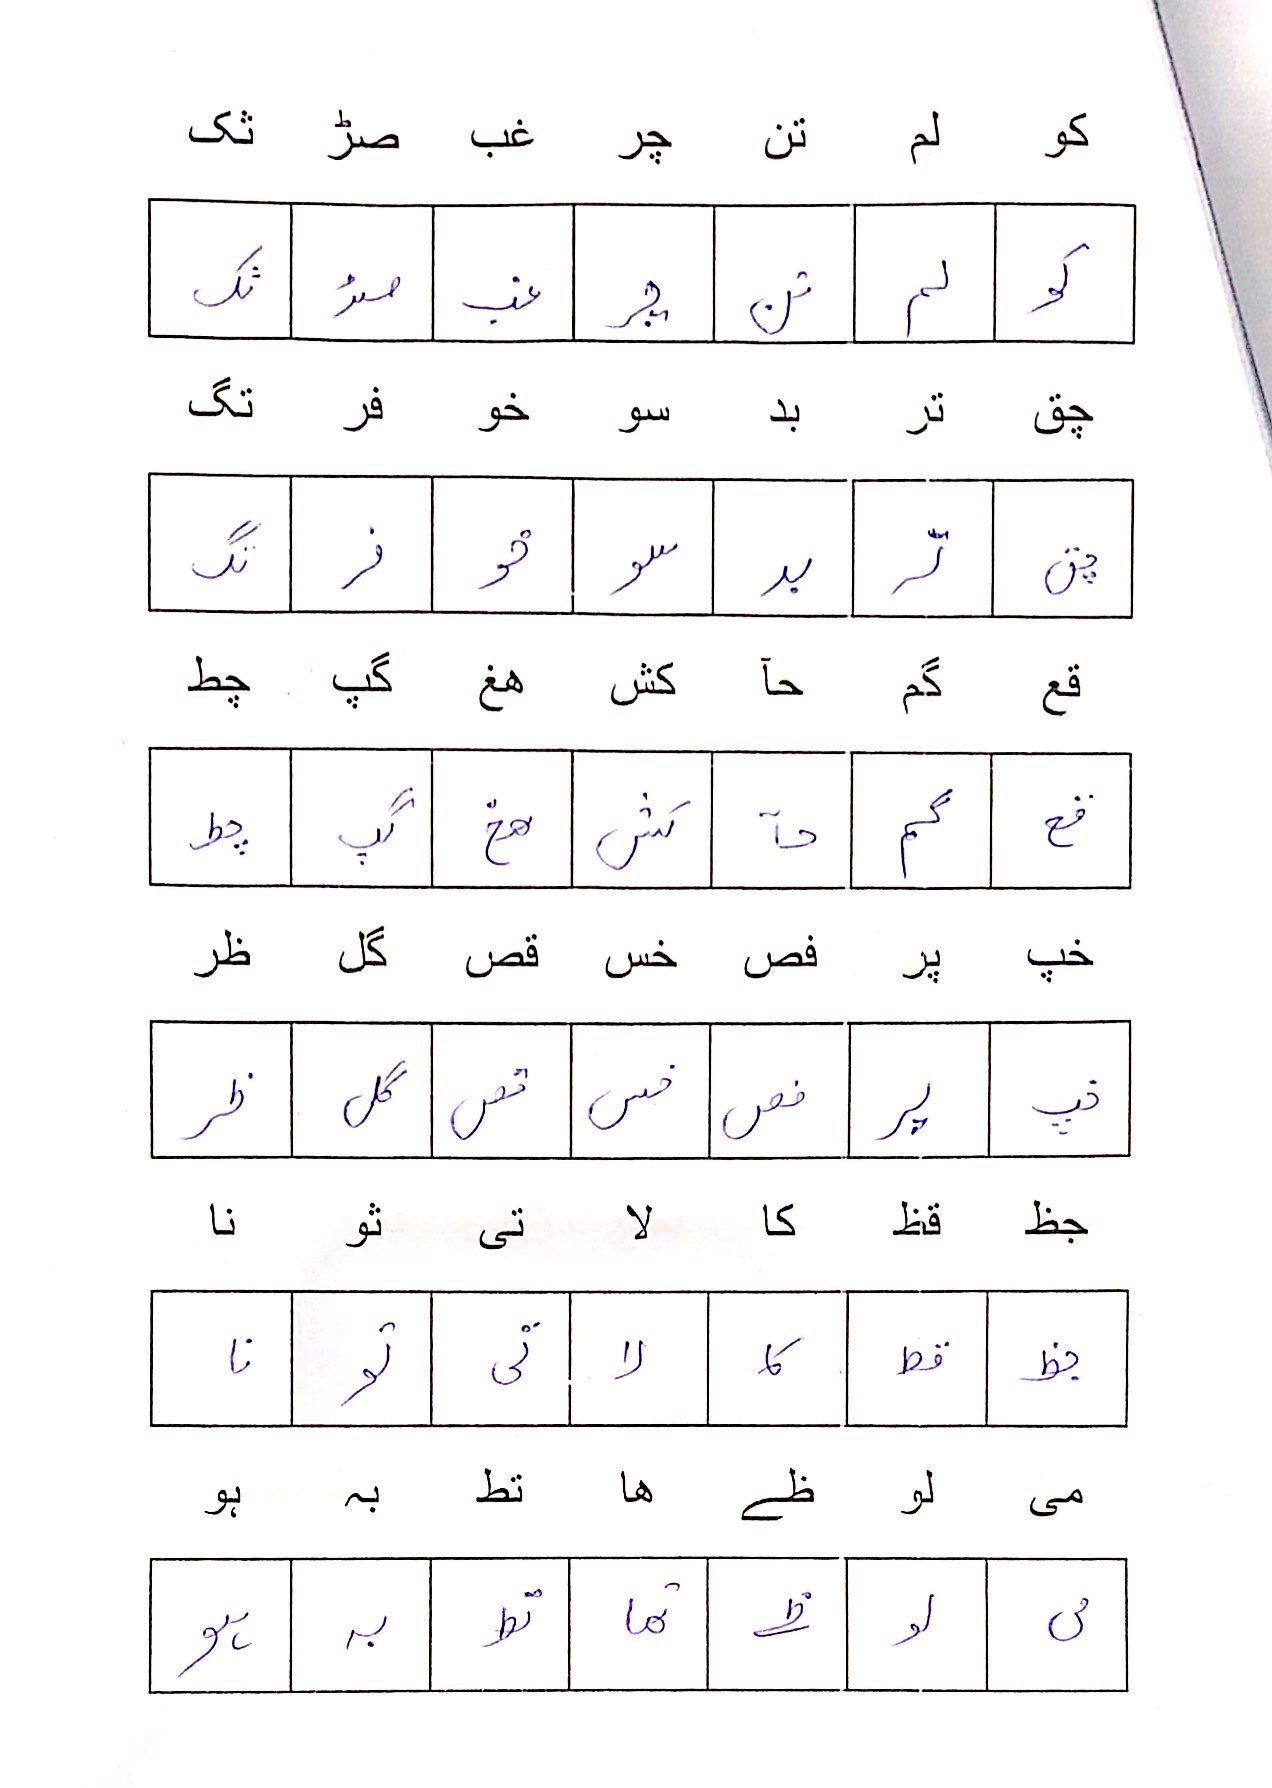 کو لم تن چر غب صڑ ثک
کو لم تن چر غب صڑ ثک
چق تر بد سو خو فر تگ
چق تر بد سو خو فر تگ
قع گم حآ کش ھغ گپ چط
قع گم حآ کش ھغ گپ چط
خپ پر فص خس قص گل ظر
خپ پر فص خس قص گل ظر
جظ قظ کا لا تی ثو نا
جظ قط کا لا تی تو نا
می لو ظے ھا تط بہ ہو
می لو ظے تھا تط بہ ہو